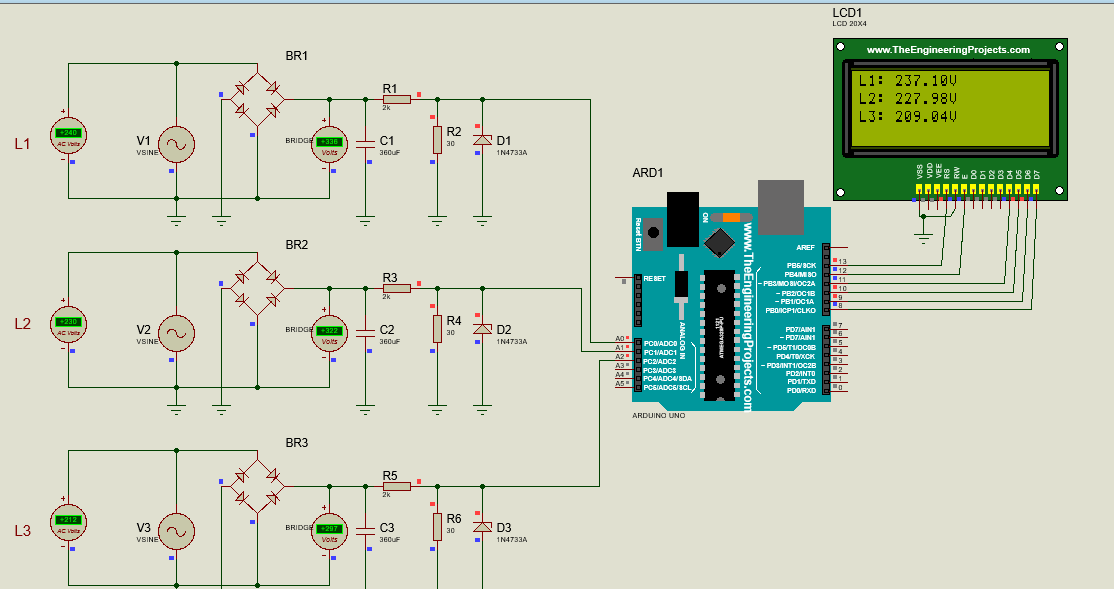 LCD1
LCD 20X4
www.TheEngineeringProjects.com
L1: 237.10V
L2: 227.98V
L3: 209.04V
VSS VDD VEE RS RW E D0 D1 D2 D3 D4 D5 D6 D7
BR1
L1
+240
AC Volts
V1
VSINE
BRIDGE
Volts
C1
360uF
R1
2k
R2
30
D1
1N4733A
BR2
L2
+230
AC Volts
V2
VSINE
BRIDGE
+322
Volts
C2
360uF
R3
2k
R4
30
D2
1N4733A
BR3
L3
+212
AC Volts
V3
VSINE
BRIDGE
+297
Volts
C3
360uF
R5
2k
R6
30
D3
1N4733A
ARD1
Reset BTN
ON
www.TheEngineeringProjects.com
ANALOG IN
RESET
A0 PC0/ADC0
A1 PC1/ADC1
A2 PC2/ADC2
A3 PC3/ADC3
A4 PC4/ADC4/SDA
A5 PC5/ADC5/SCL
AREF
PB5/SCK 13
PB4/MISO 12
~ PB3/MOSI/OC2A 11
~ PB2/OC1B 10
~ PB1/OC1A 9
PB0/ICP1/CLKO 8
PD7/AIN1 7
~ PD6/AIN1 6
~ PD5/T1/OC0B 5
PD4/T0/XCK 4
~ PD3/INT1/OC2B 3
PD2/INT0 2
PD1/TXD 1
PD0/RXD 0
ARDUINO UNO